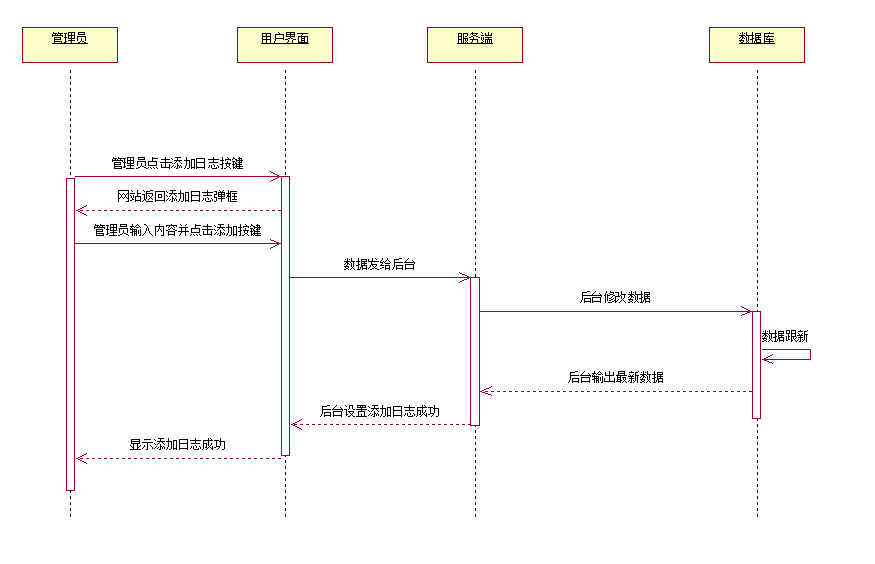 管理员
用户界面
服务端
数据库
管理员点击添加日志按键
网站返回添加日志弹框
管理员输入内容并点击添加按键
数据发给后台
后台修改数据
数据跟新
后台输出最新数据
后台设置添加日志成功
显示添加日志成功